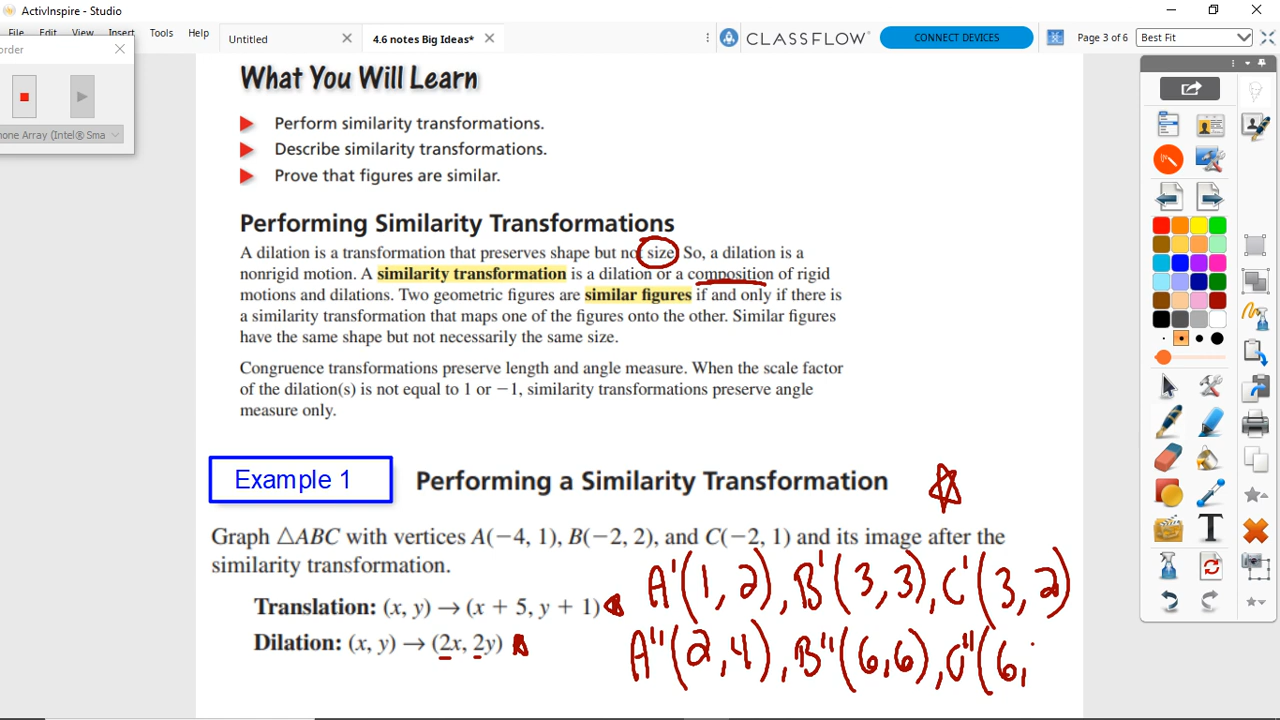 ActivInspire - Studio
File Edit View Insert Tools Help
order
Untitled
4.6 notes Big Ideas*
CLASSFLOW
CONNECT DEVICES
Page 3 of 6
Best Fit
hone Array (Intel® Sma
What You Will Learn
Perform similarity transformations.
Describe similarity transformations.
Prove that figures are similar.
Performing Similarity Transformations
A dilation is a transformation that preserves shape but not size. So, a dilation is a
nonrigid motion. A similarity transformation is a dilation or a composition of rigid
motions and dilations. Two geometric figures are similar figures if and only if there is
a similarity transformation that maps one of the figures onto the other. Similar figures
have the same shape but not necessarily the same size.
Congruence transformations preserve length and angle measure. When the scale factor
of the dilation(s) is not equal to 1 or −1, similarity transformations preserve angle
measure only.
Example 1
Performing a Similarity Transformation
Graph △ABC with vertices A(−4, 1), B(−2, 2), and C(−2, 1) and its image after the
similarity transformation.
Translation: (x, y) → (x + 5, y + 1)
A'(1, 2), B'(3, 3), C'(3, 2)
Dilation: (x, y) → (2x, 2y)
A"(2, 4), B"(6,6), C"(6,